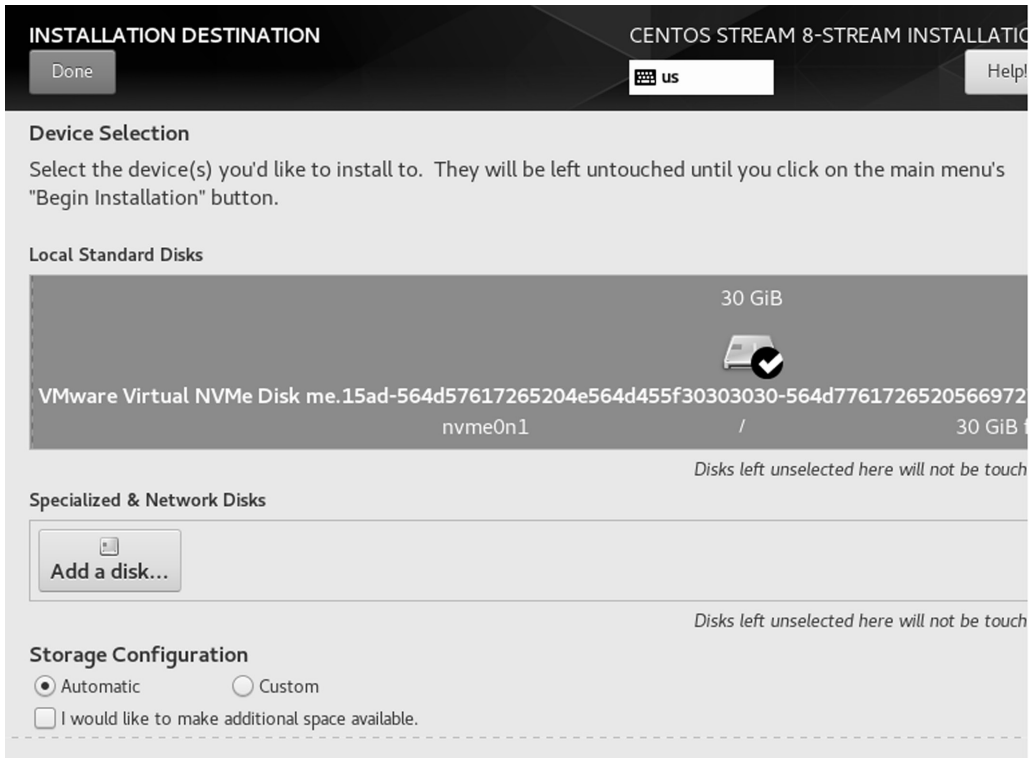 INSTALLATION DESTINATION
CENTOS STREAM 8-STREAM INSTALLATIO
Done
us
Help!
Device Selection
Select the device(s) you'd like to install to. They will be left untouched until you click on the main menu's
"Begin Installation" button.
Local Standard Disks
30 GiB
VMware Virtual NVMe Disk me.15ad-564d57617265204e564d455f30303030-564d7761726520566972
nvme0n1 / 30 GiB f
Disks left unselected here will not be touch
Specialized & Network Disks
Add a disk...
Disks left unselected here will not be touch
Storage Configuration
Automatic Custom
I would like to make additional space available.